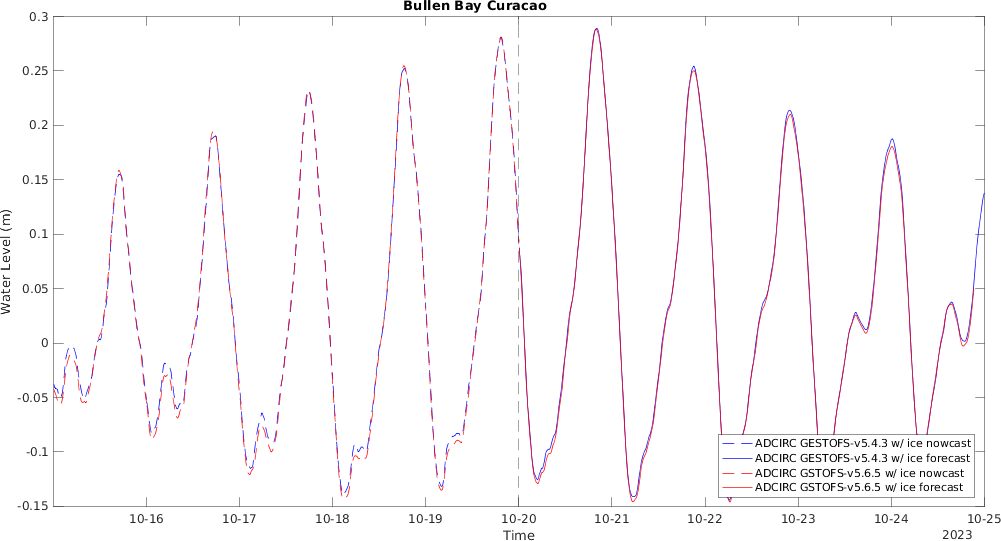 Bullen Bay Curacao
Water Level (m)
0.3
0.25
0.2
0.15
0.1
0.05
0
-0.05
-0.1
-0.15
ADCIRC GESTOFS-v5.4.3 w/ ice nowcast
ADCIRC GESTOFS-v5.4.3 w/ ice forecast
ADCIRC GSTOFS-v5.6.5 w/ ice nowcast
ADCIRC GSTOFS-v5.6.5 w/ ice forecast
10-16 10-17 10-18 10-19 10-20 10-21 10-22 10-23 10-24 10-25
Time
2023